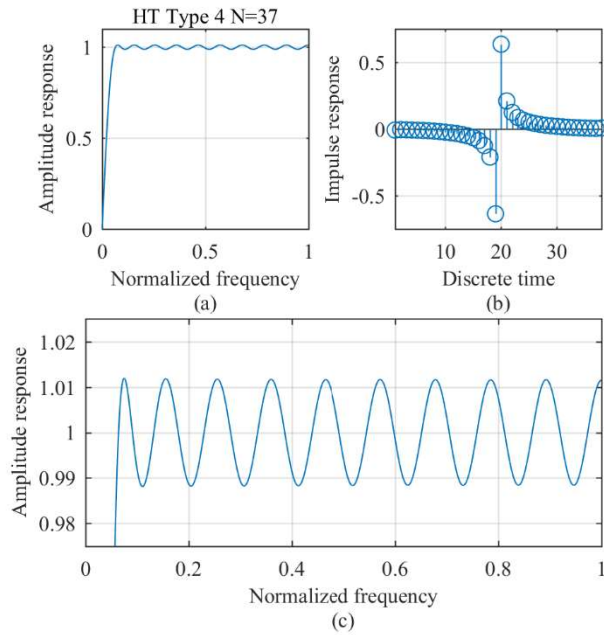 HT Type 4 N=37
Amplitude response
1
0.5
0
0 0.5 1
Normalized frequency
(a)
Impulse response
0.5
0
-0.5
10 20 30
Discrete time
(b)
Amplitude response
1.02
1.01
1
0.99
0.98
0 0.2 0.4 0.6 0.8 1
Normalized frequency
(c)